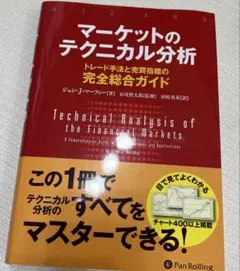 マーケットの
テクニカル分析
トレード手法と売買指標の
完全総合ガイド
ジョン・J・マーフィー[著]
Technical Analysis of
the Financial Markets
この1冊で
テクニカル
分析の
すべてを
マスターできる!
目で見てよくわかる
チャート400以上掲載
PanRolling